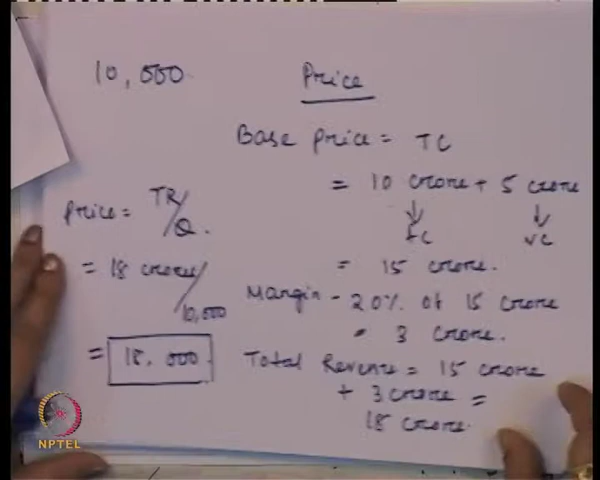 10,000
Price
Base price = TC
= 10 crore + 5 crore
FC VC
= 15 crore.
Margin - 20% of 15 crore
= 3 crore.
Total Revenue = 15 crore
+ 3 crore =
18 crore.
Price = TR/Q.
= 18 crore/10,000
= 18,000
NPTEL